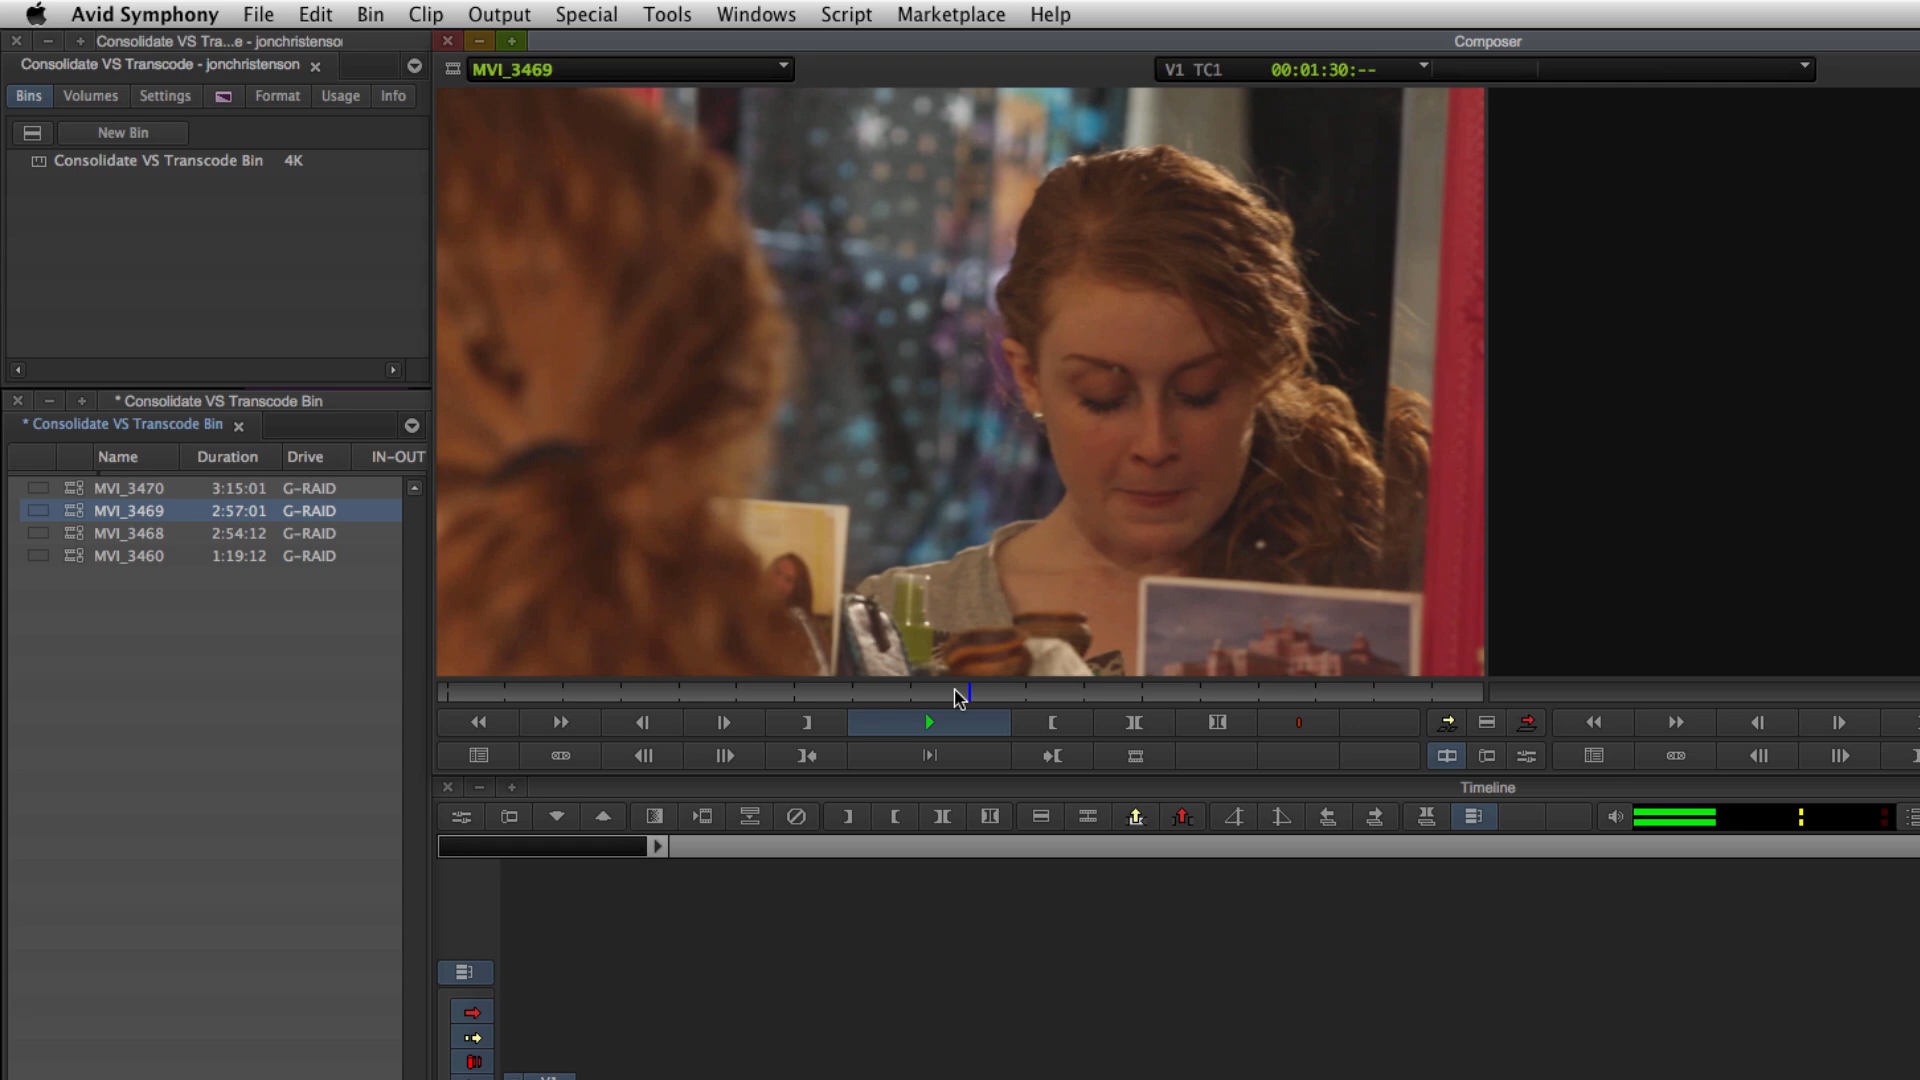 Avid Symphony File Edit Bin Clip Output Special Tools Windows Script Marketplace Help
Consolidate VS Tra...e - jonchristenso
Composer
Consolidate VS Transcode - jonchristenson
MVI_3469
V1 TC1 00:01:30:--
Bins Volumes Settings Format Usage Info
New Bin
Consolidate VS Transcode Bin 4K
* Consolidate VS Transcode Bin
* Consolidate VS Transcode Bin
Name Duration Drive IN-OUT
MVI_3470 3:15:01 G-RAID
MVI_3469 2:57:01 G-RAID
MVI_3468 2:54:12 G-RAID
MVI_3460 1:19:12 G-RAID
Timeline